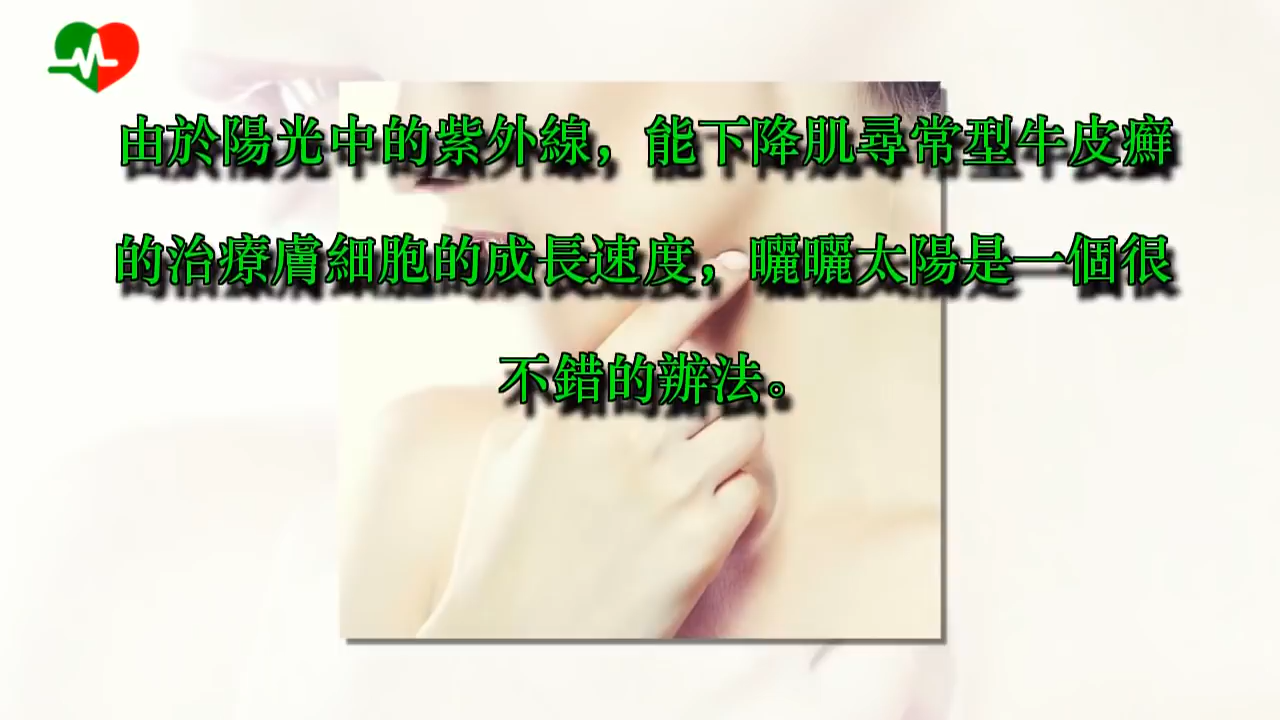 由於陽光中的紫外線，能下降肌尋常型牛皮癬
的治療膚細胞的成長速度，曬曬太陽是一個很
不錯的辦法。